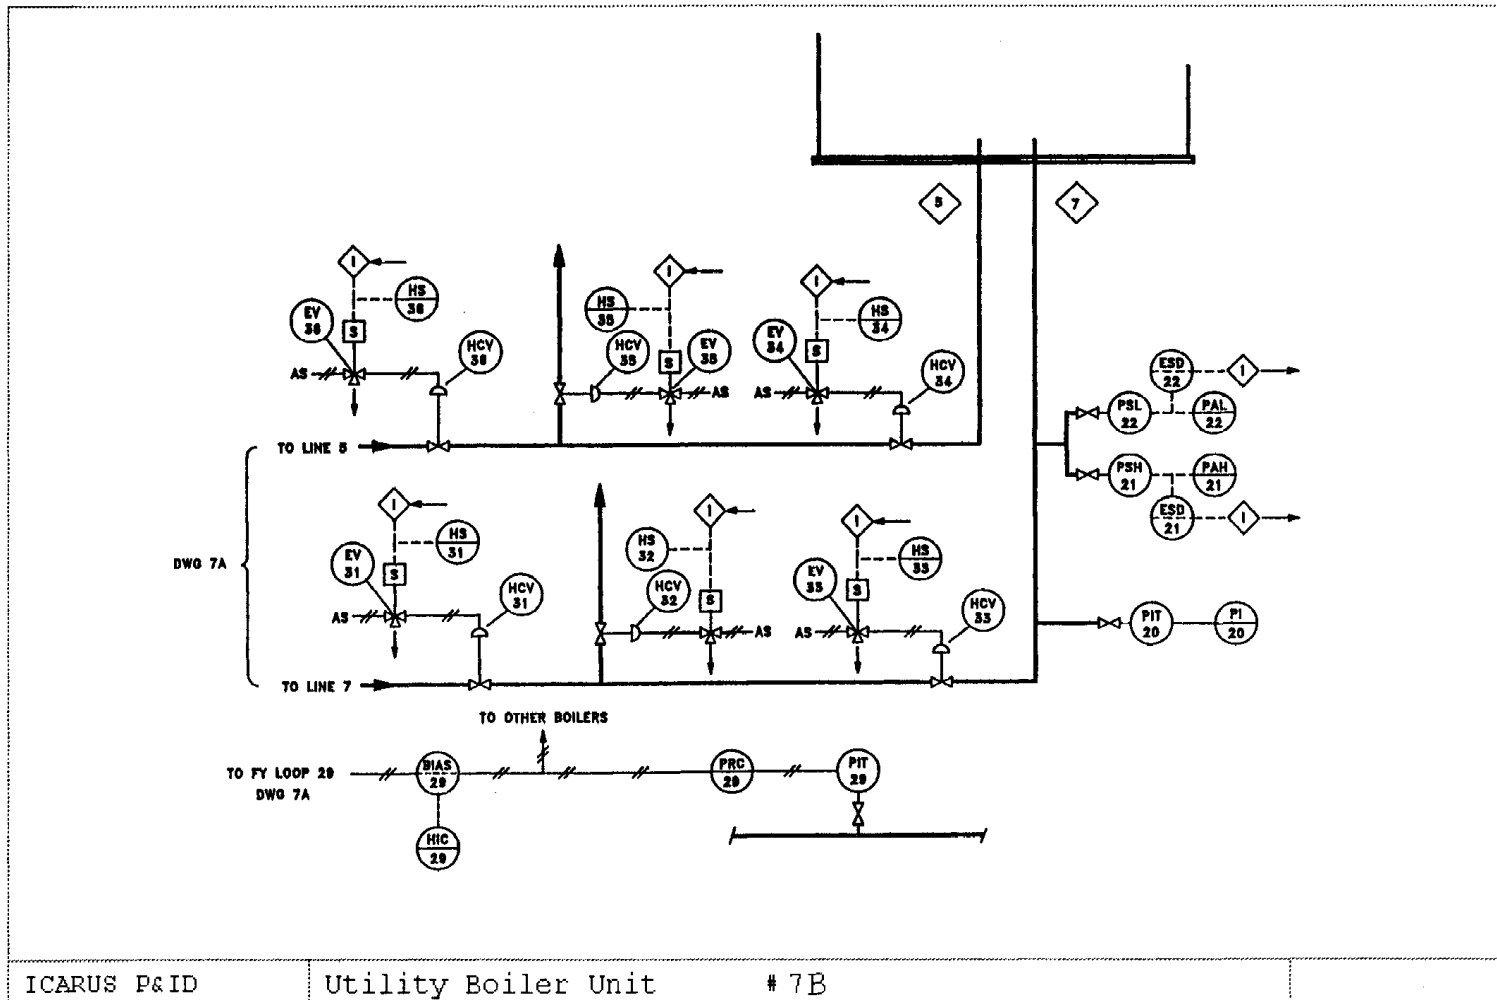 5
7
I
HS
36
EV
36
S
HCV
36
AS
I
HS
35
HCV
35
S
EV
35
AS
I
HS
34
EV
34
S
AS
HCV
34
ESD
22
I
PSL
22
PAL
22
TO LINE 5
PSH
21
PAH
21
ESD
21
I
DWG 7A
I
HS
31
EV
31
S
HCV
31
AS
I
HS
32
HCV
32
S
AS
I
HS
33
EV
33
S
AS
HCV
33
PIT
20
PI
20
TO LINE 7
TO OTHER BOILERS
TO FY LOOP 29
DWG 7A
BIAS
29
PRC
29
PIT
29
HIC
29
ICARUS P&ID
Utility Boiler Unit # 7B